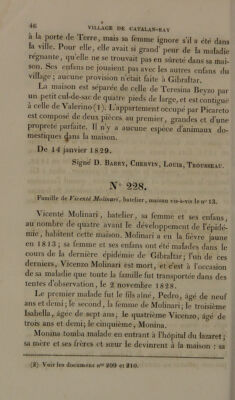 46 VILLAGE DE CATALAN-BAY
à la porte de Terre, mais sa femme ignore s'il a été dans
la ville. Pour elle, elle avait si grand peur de la maladie
régnante, qu'elle ne se trouvait pas en sûreté dans sa mai-
son. Ses enfans ne jouaient pas avec les autres enfans du
village ; aucune provision n'était faite à Gibraltar.
La maison est séparée de celle de Teresina Beyzo par
un petit cul-de-sac de quatre pieds de large, et est contiguë
à celle de Valerino (1). L'appartement occupé par Picareto
est composé de deux pièces au premier, grandes et d'une
propreté parfaite. Il n'y a aucune espèce d'animaux do-
mestiques dans la maison.
De 14 janvier 1829.
Signé D. BARRY, CHERVIN, LOUIS, TROUSSEAU.
N° 228.
Famille de Vicenté Molinari, batelier, maison vis-à-vis le n° 13.
Vicenté Molinari, batelier, sa femme et ses enfans,
au nombre de quatre avant le développement de l'épidé-
mie, habitent cette maison. Molinari a eu la fièvre jaune
en 1813 ; sa femme et ses enfans ont été malades dans le
cours de la dernière épidémie de Gibraltar ; l'un de ces
derniers, Vicenzo Molinari est mort, et c'est à l'occasion
de sa maladie que toute la famille fut transportée dans des
tentes d'observation, le 2 novembre 1828.
Le premier malade fut le fils aîné, Pedro, âgé de neuf
ans et demi ; le second, la femme de Molinari ; le troisième
Isabella, âgée de sept ans ; le quatrième Vicenzo, âgé de
trois ans et demi ; le cinquième, Monina.
Monina tomba malade en entrant à l'hôpital du lazaret ;
sa mère et ses frères et sœur le devinrent à la maison : sa
(1) Voir les documens nos 209 et 210.